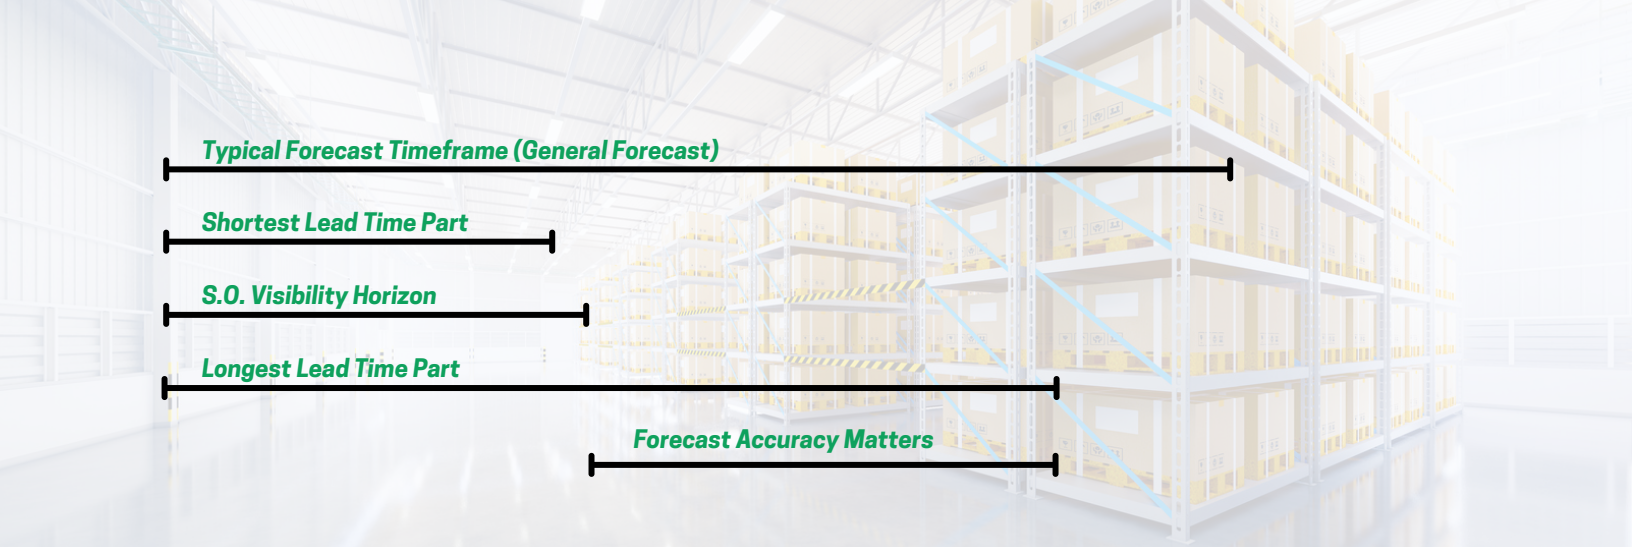 Typical Forecast Timeframe (General Forecast)
Shortest Lead Time Part
S.O. Visibility Horizon
Longest Lead Time Part
Forecast Accuracy Matters